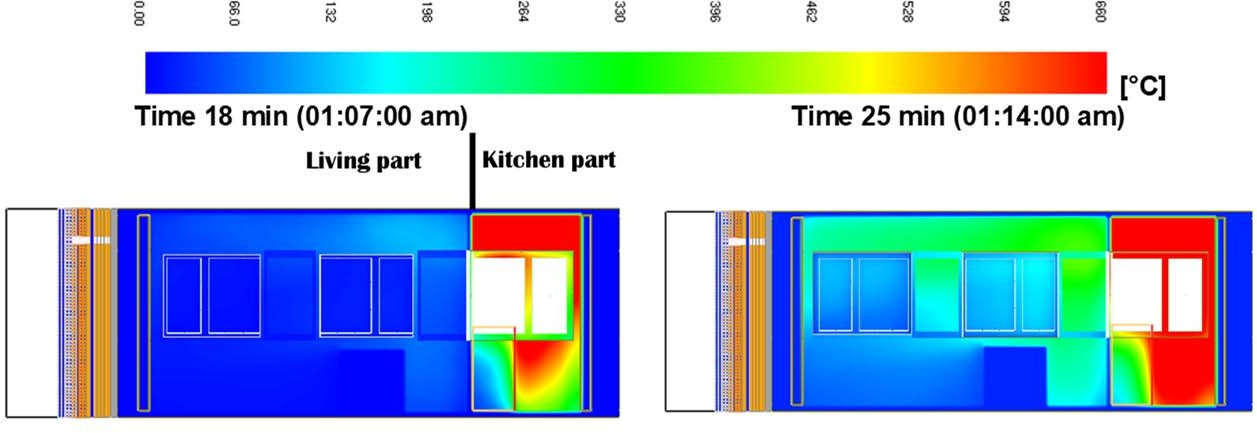 0.00 66.0 132 198 264 330 396 462 528 594 660
[°C]
Time 18 min (01:07:00 am) Time 25 min (01:14:00 am)
Living part Kitchen part